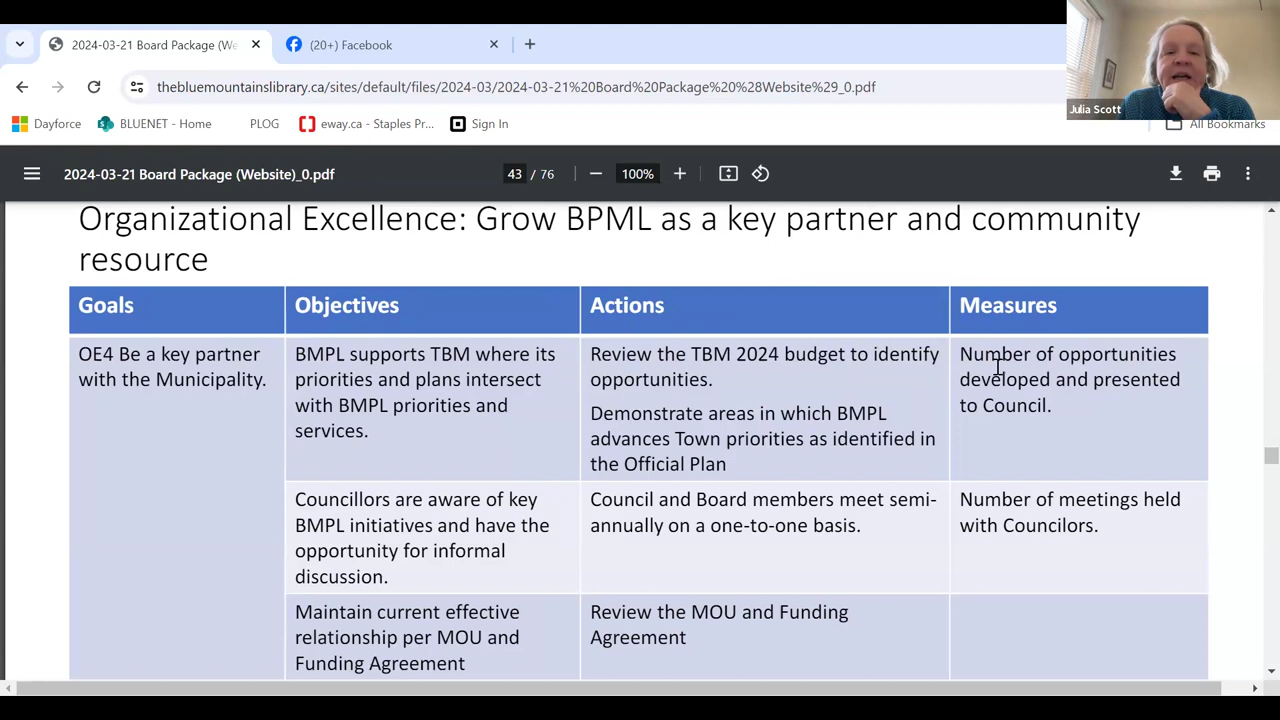 2024-03-21 Board Package (We
(20+) Facebook
thebluemountainslibrary.ca/sites/default/files/2024-03/2024-03-21%20Board%20Package%20%28Website%29_0.pdf
Julia Scott
Dayforce
BLUENET - Home
PLOG
eway.ca - Staples Pr...
Sign In
All Bookmarks
2024-03-21 Board Package (Website)_0.pdf
43 / 76
100%
Organizational Excellence: Grow BPML as a key partner and community
resource
Goals
Objectives
Actions
Measures
OE4 Be a key partner
with the Municipality.
BMPL supports TBM where its
priorities and plans intersect
with BMPL priorities and
services.
Review the TBM 2024 budget to identify
opportunities.
Demonstrate areas in which BMPL
advances Town priorities as identified in
the Official Plan
Number of opportunities
developed and presented
to Council.
Councillors are aware of key
BMPL initiatives and have the
opportunity for informal
discussion.
Council and Board members meet semi-
annually on a one-to-one basis.
Number of meetings held
with Councilors.
Maintain current effective
relationship per MOU and
Funding Agreement
Review the MOU and Funding
Agreement